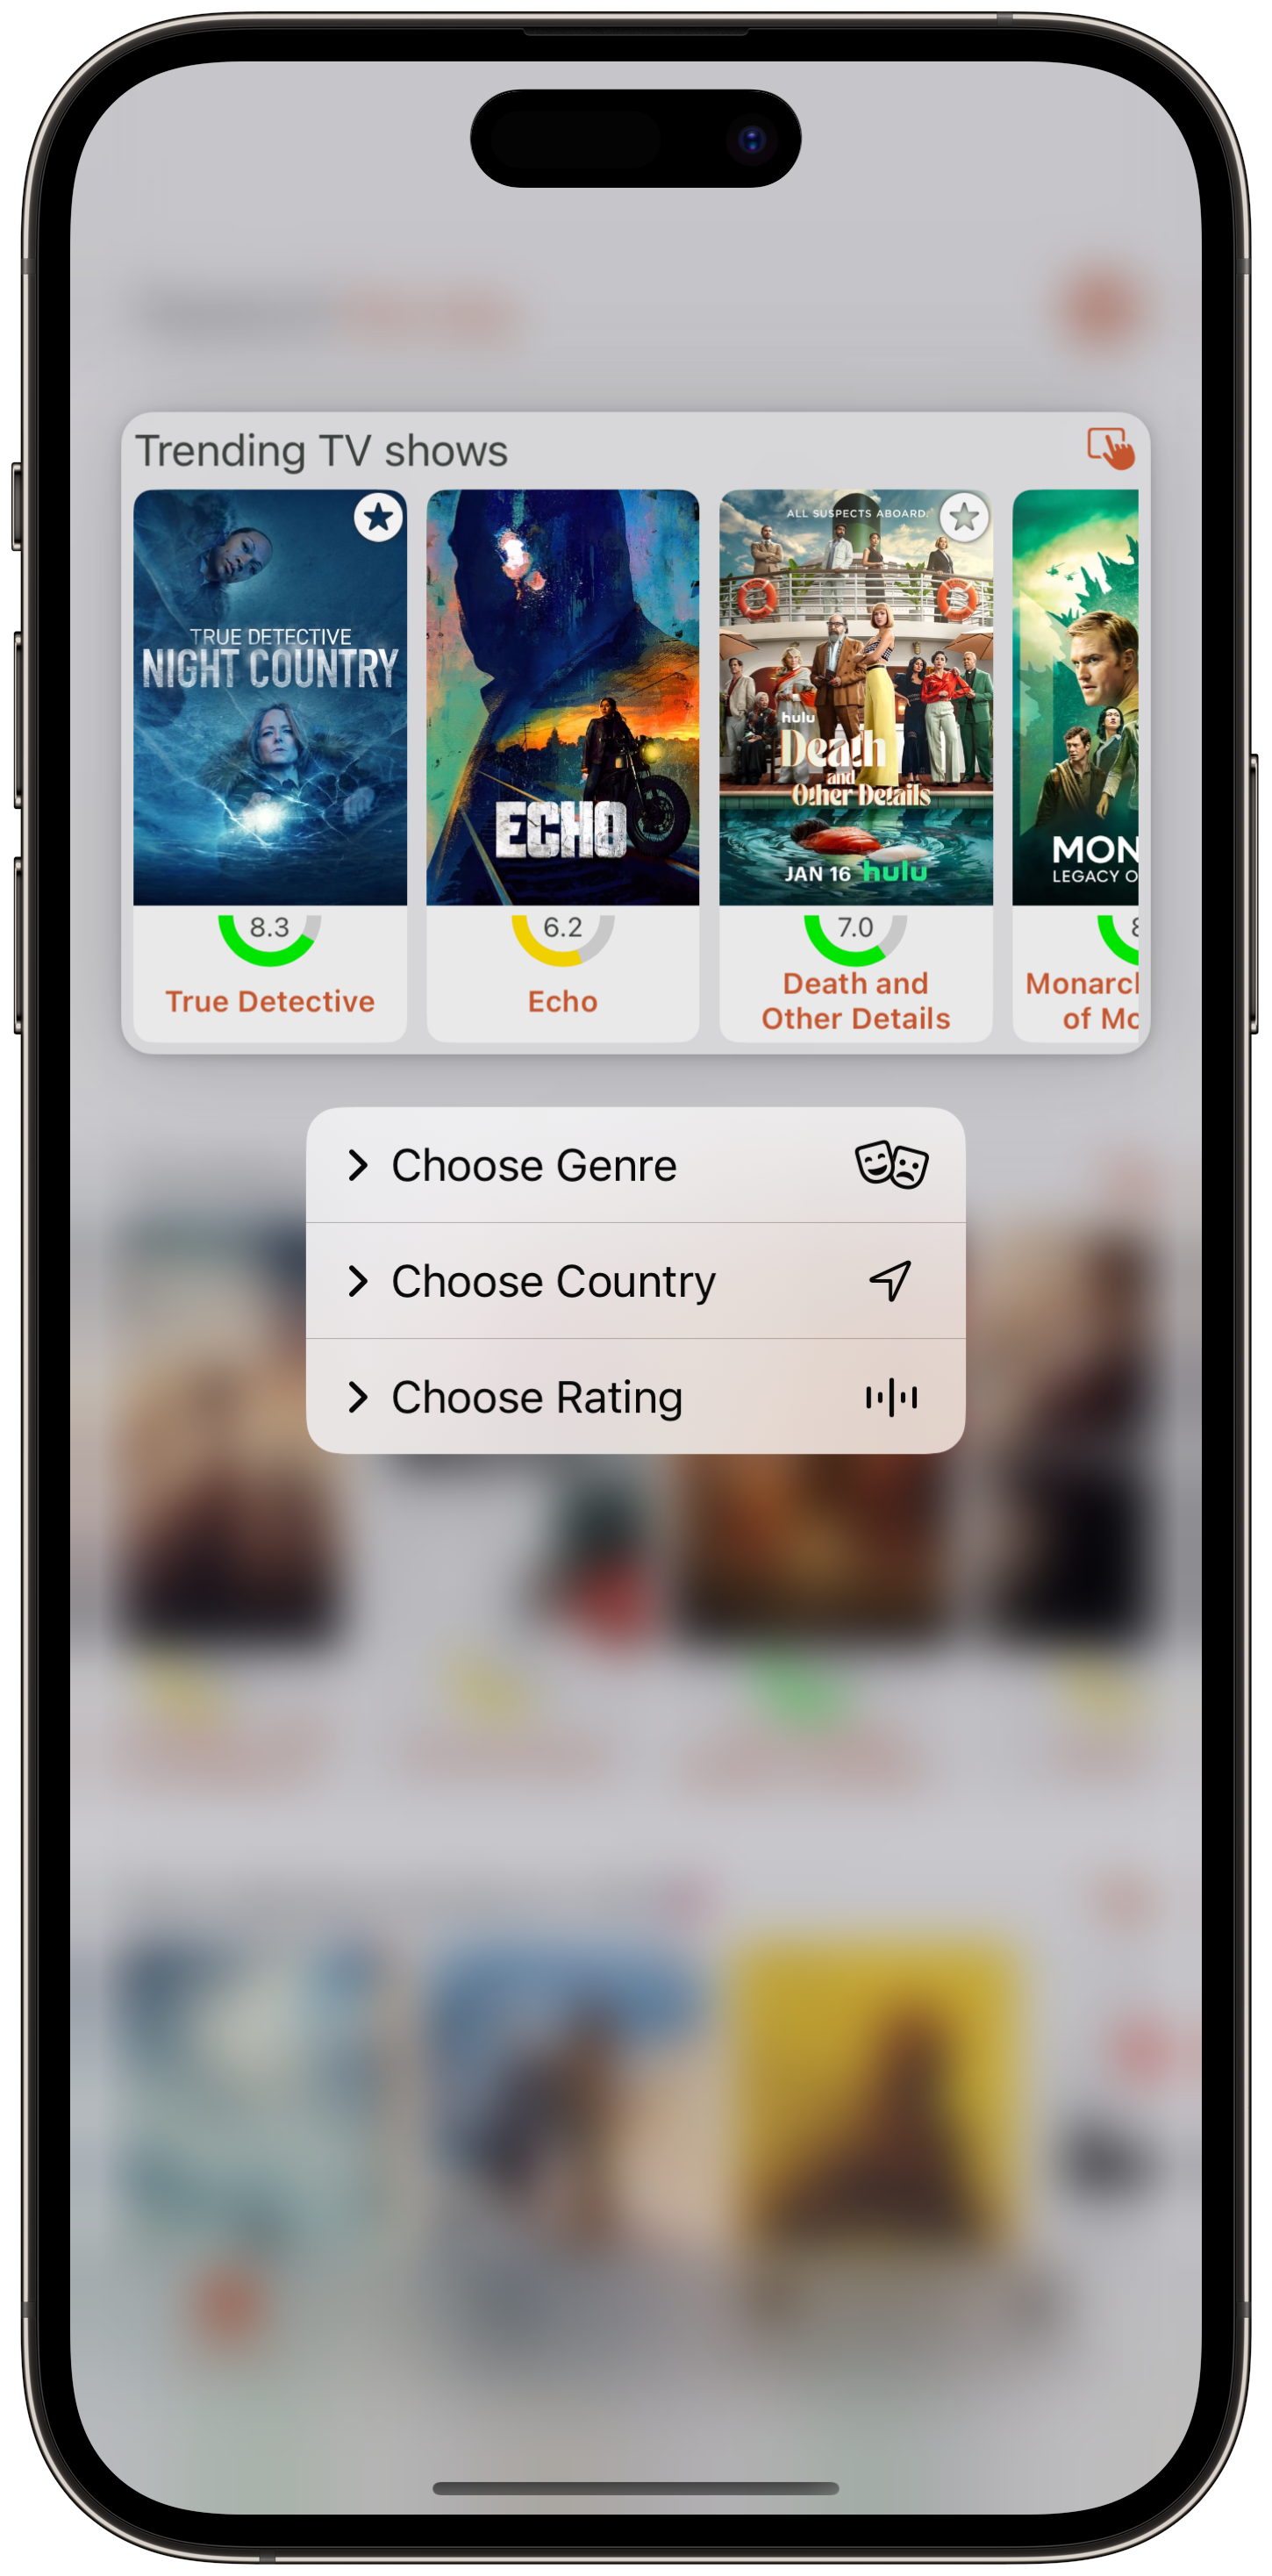 Trending TV shows
TRUE DETECTIVE
NIGHT COUNTRY
8.3
True Detective
ECHO
6.2
Echo
ALL SUSPECTS ABOARD.
hulu
Death
and
Other Details
JAN 16 hulu
7.0
Death and
Other Details
MON
LEGACY O
8
Monarc
of Mo
Choose Genre
Choose Country
Choose Rating